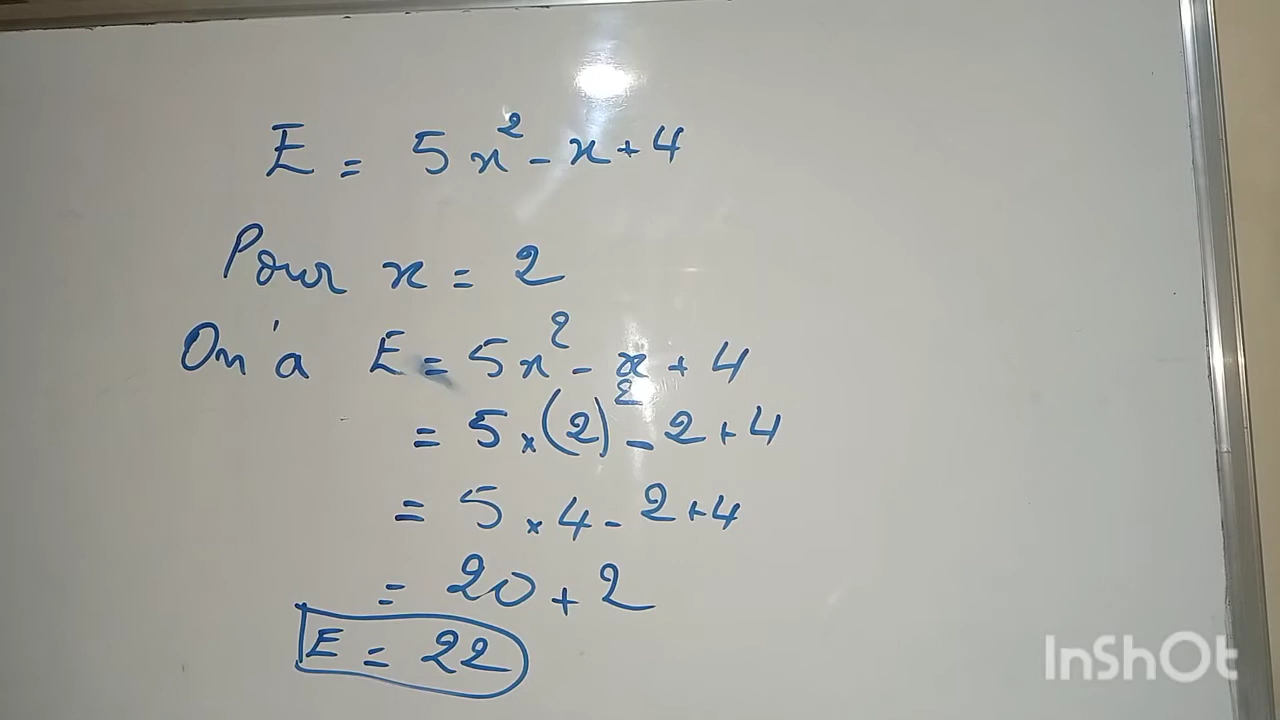 E = 5x² - x + 4
Pour x = 2
On a E = 5x² - x + 4
= 5 × (2)² - 2 + 4
= 5 × 4 - 2 + 4
= 20 + 2
E = 22
InShOt